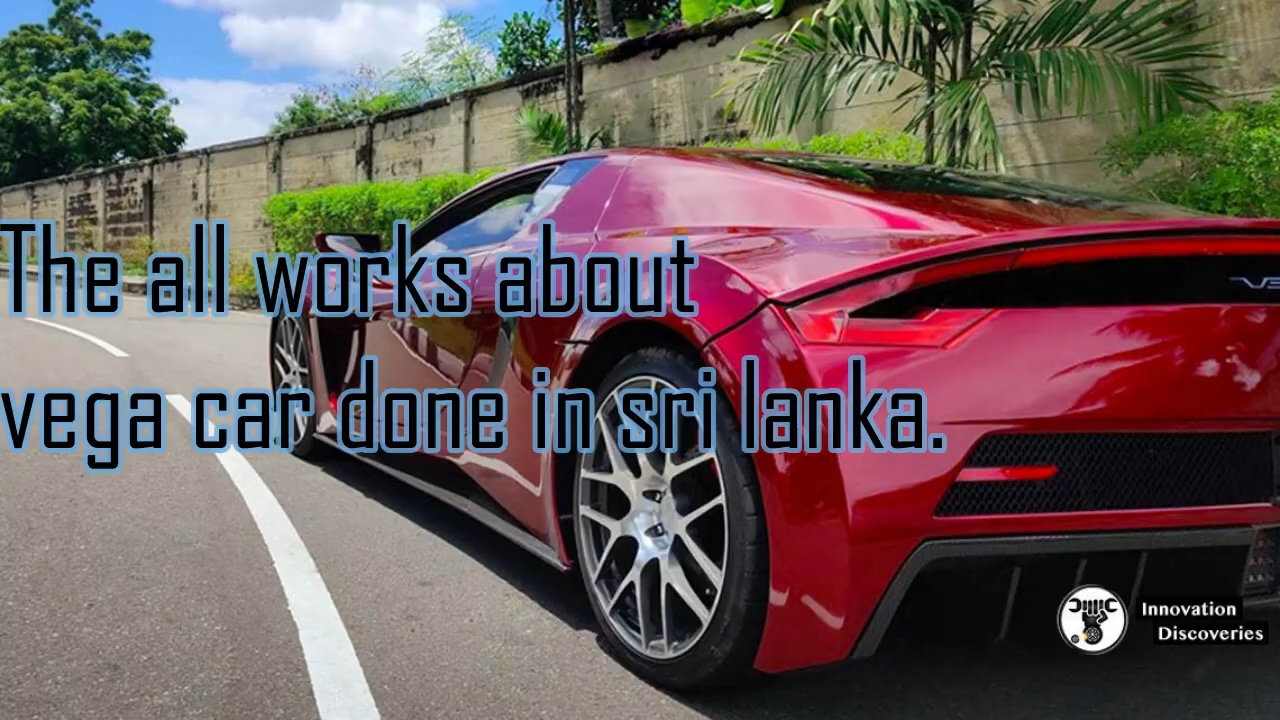 The all works about
vega car done in sri lanka.
Innovation
Discoveries